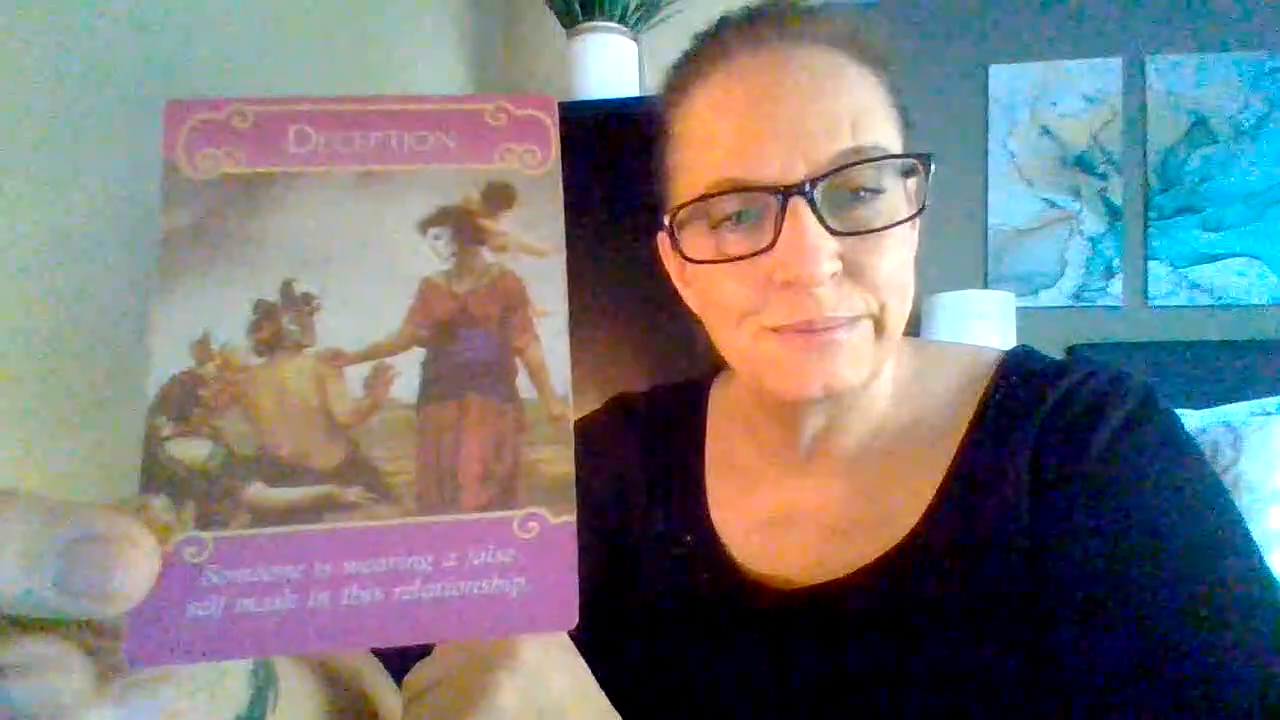 DECEPTION
Someone is wearing a false
self mask in this relationship.